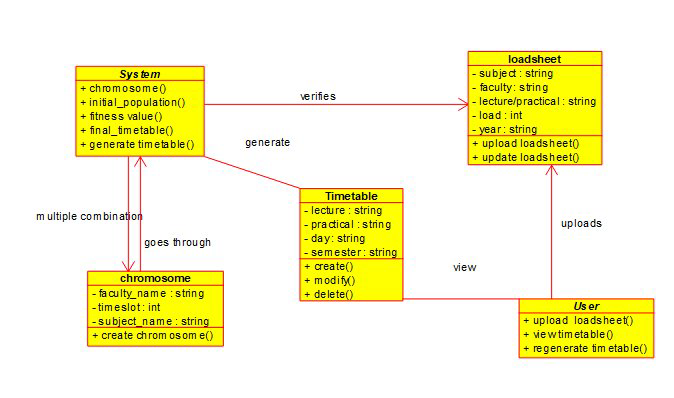 System
+ chromosome()
+ initial_population()
+ fitness value()
+ final_timetable()
+ generate timetable()
verifies
loadsheet
- subject : string
- faculty: string
- lecture/practical : string
- load : int
- year : string
+ upload loadsheet()
+ update loadsheet()
generate
multiple combination
goes through
Timetable
- lecture : string
- practical : string
- day: string
- semester : string
+ create()
+ modify()
+ delete()
uploads
view
chromosome
- faculty_name : string
- timeslot : int
- subject_name : string
+ create chromosome()
User
+ upload loadsheet()
+ view timetable()
+ regenerate timetable()